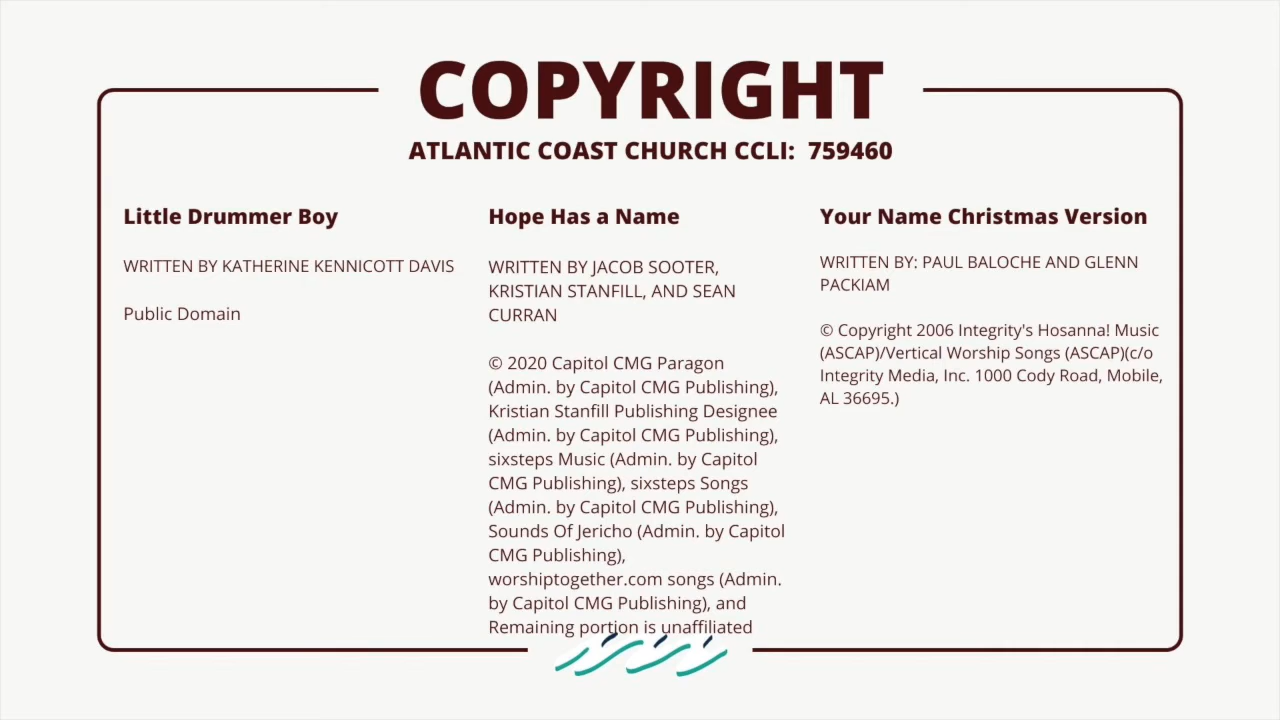 COPYRIGHT
ATLANTIC COAST CHURCH CCLI: 759460
Little Drummer Boy
WRITTEN BY KATHERINE KENNICOTT DAVIS
Public Domain
Hope Has a Name
WRITTEN BY JACOB SOOTER,
KRISTIAN STANFILL, AND SEAN
CURRAN
© 2020 Capitol CMG Paragon
(Admin. by Capitol CMG Publishing),
Kristian Stanfill Publishing Designee
(Admin. by Capitol CMG Publishing),
sixsteps Music (Admin. by Capitol
CMG Publishing), sixsteps Songs
(Admin. by Capitol CMG Publishing),
Sounds Of Jericho (Admin. by Capitol
CMG Publishing),
worshiptogether.com songs (Admin.
by Capitol CMG Publishing), and
Remaining portion is unaffiliated
Your Name Christmas Version
WRITTEN BY: PAUL BALOCHE AND GLENN
PACKIAM
© Copyright 2006 Integrity's Hosanna! Music
(ASCAP)/Vertical Worship Songs (ASCAP)(c/o
Integrity Media, Inc. 1000 Cody Road, Mobile,
AL 36695.)